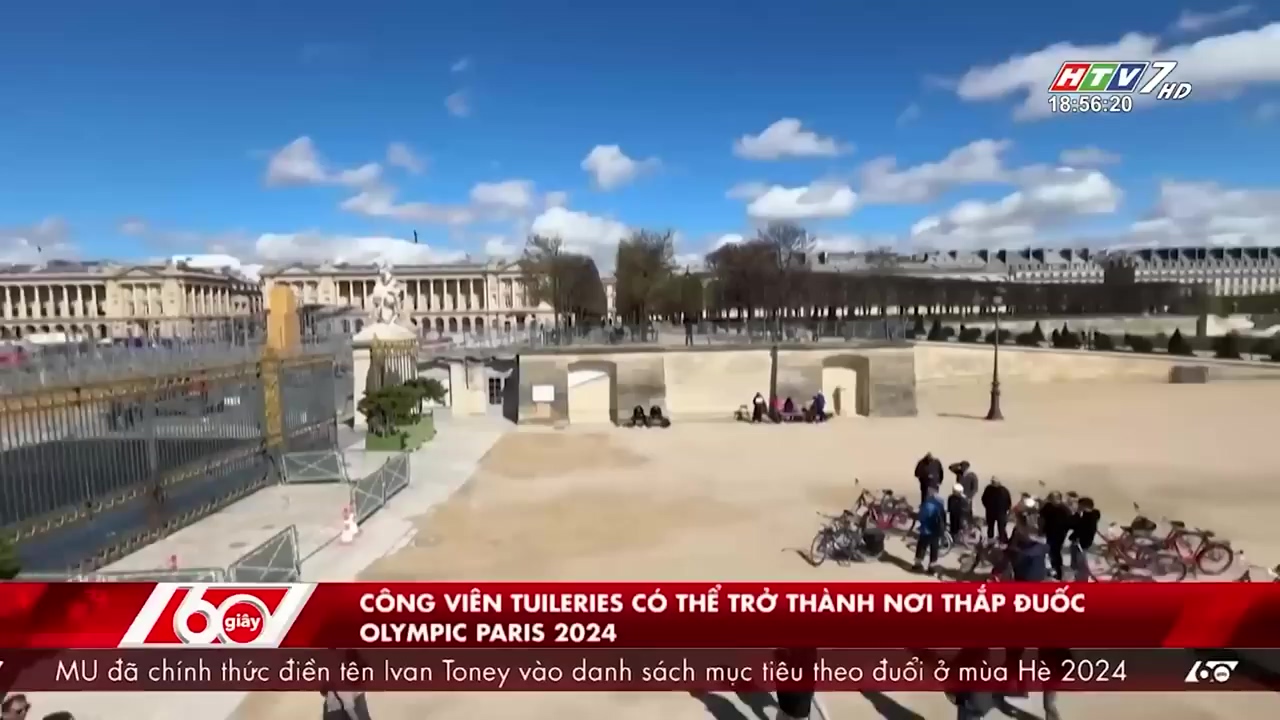 HTV7 HD
18:56:20
60 giây
CÔNG VIÊN TUILERIES CÓ THỂ TRỞ THÀNH NƠI THẮP ĐUỐC
OLYMPIC PARIS 2024
MU đã chính thức điền tên Ivan Toney vào danh sách mục tiêu theo đuổi ở mùa Hè 2024
60